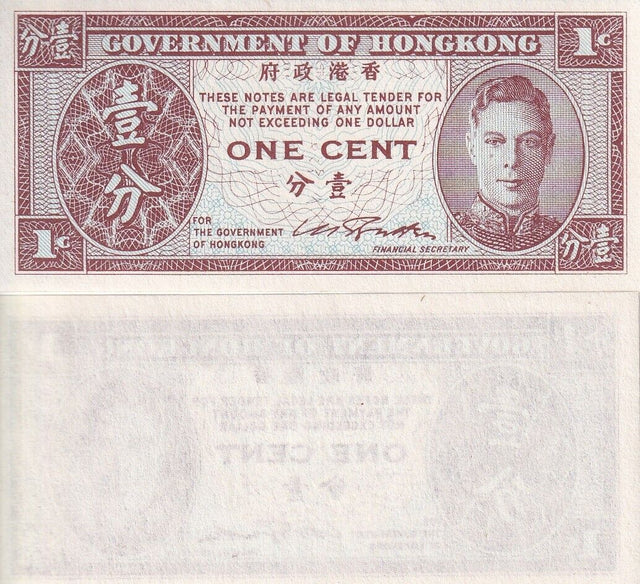 分壹 GOVERNMENT OF HONGKONG 1c
府政港香
THESE NOTES ARE LEGAL TENDER FOR
THE PAYMENT OF ANY AMOUNT
NOT EXCEEDING ONE DOLLAR
壹分
ONE CENT
分壹
FOR
THE GOVERNMENT
OF HONGKONG
FINANCIAL SECRETARY
1c
分壹